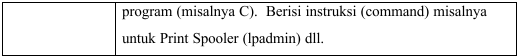 program (misalnya C). Berisi instruksi (command) misalnya
untuk Print Spooler (lpadmin) dll.